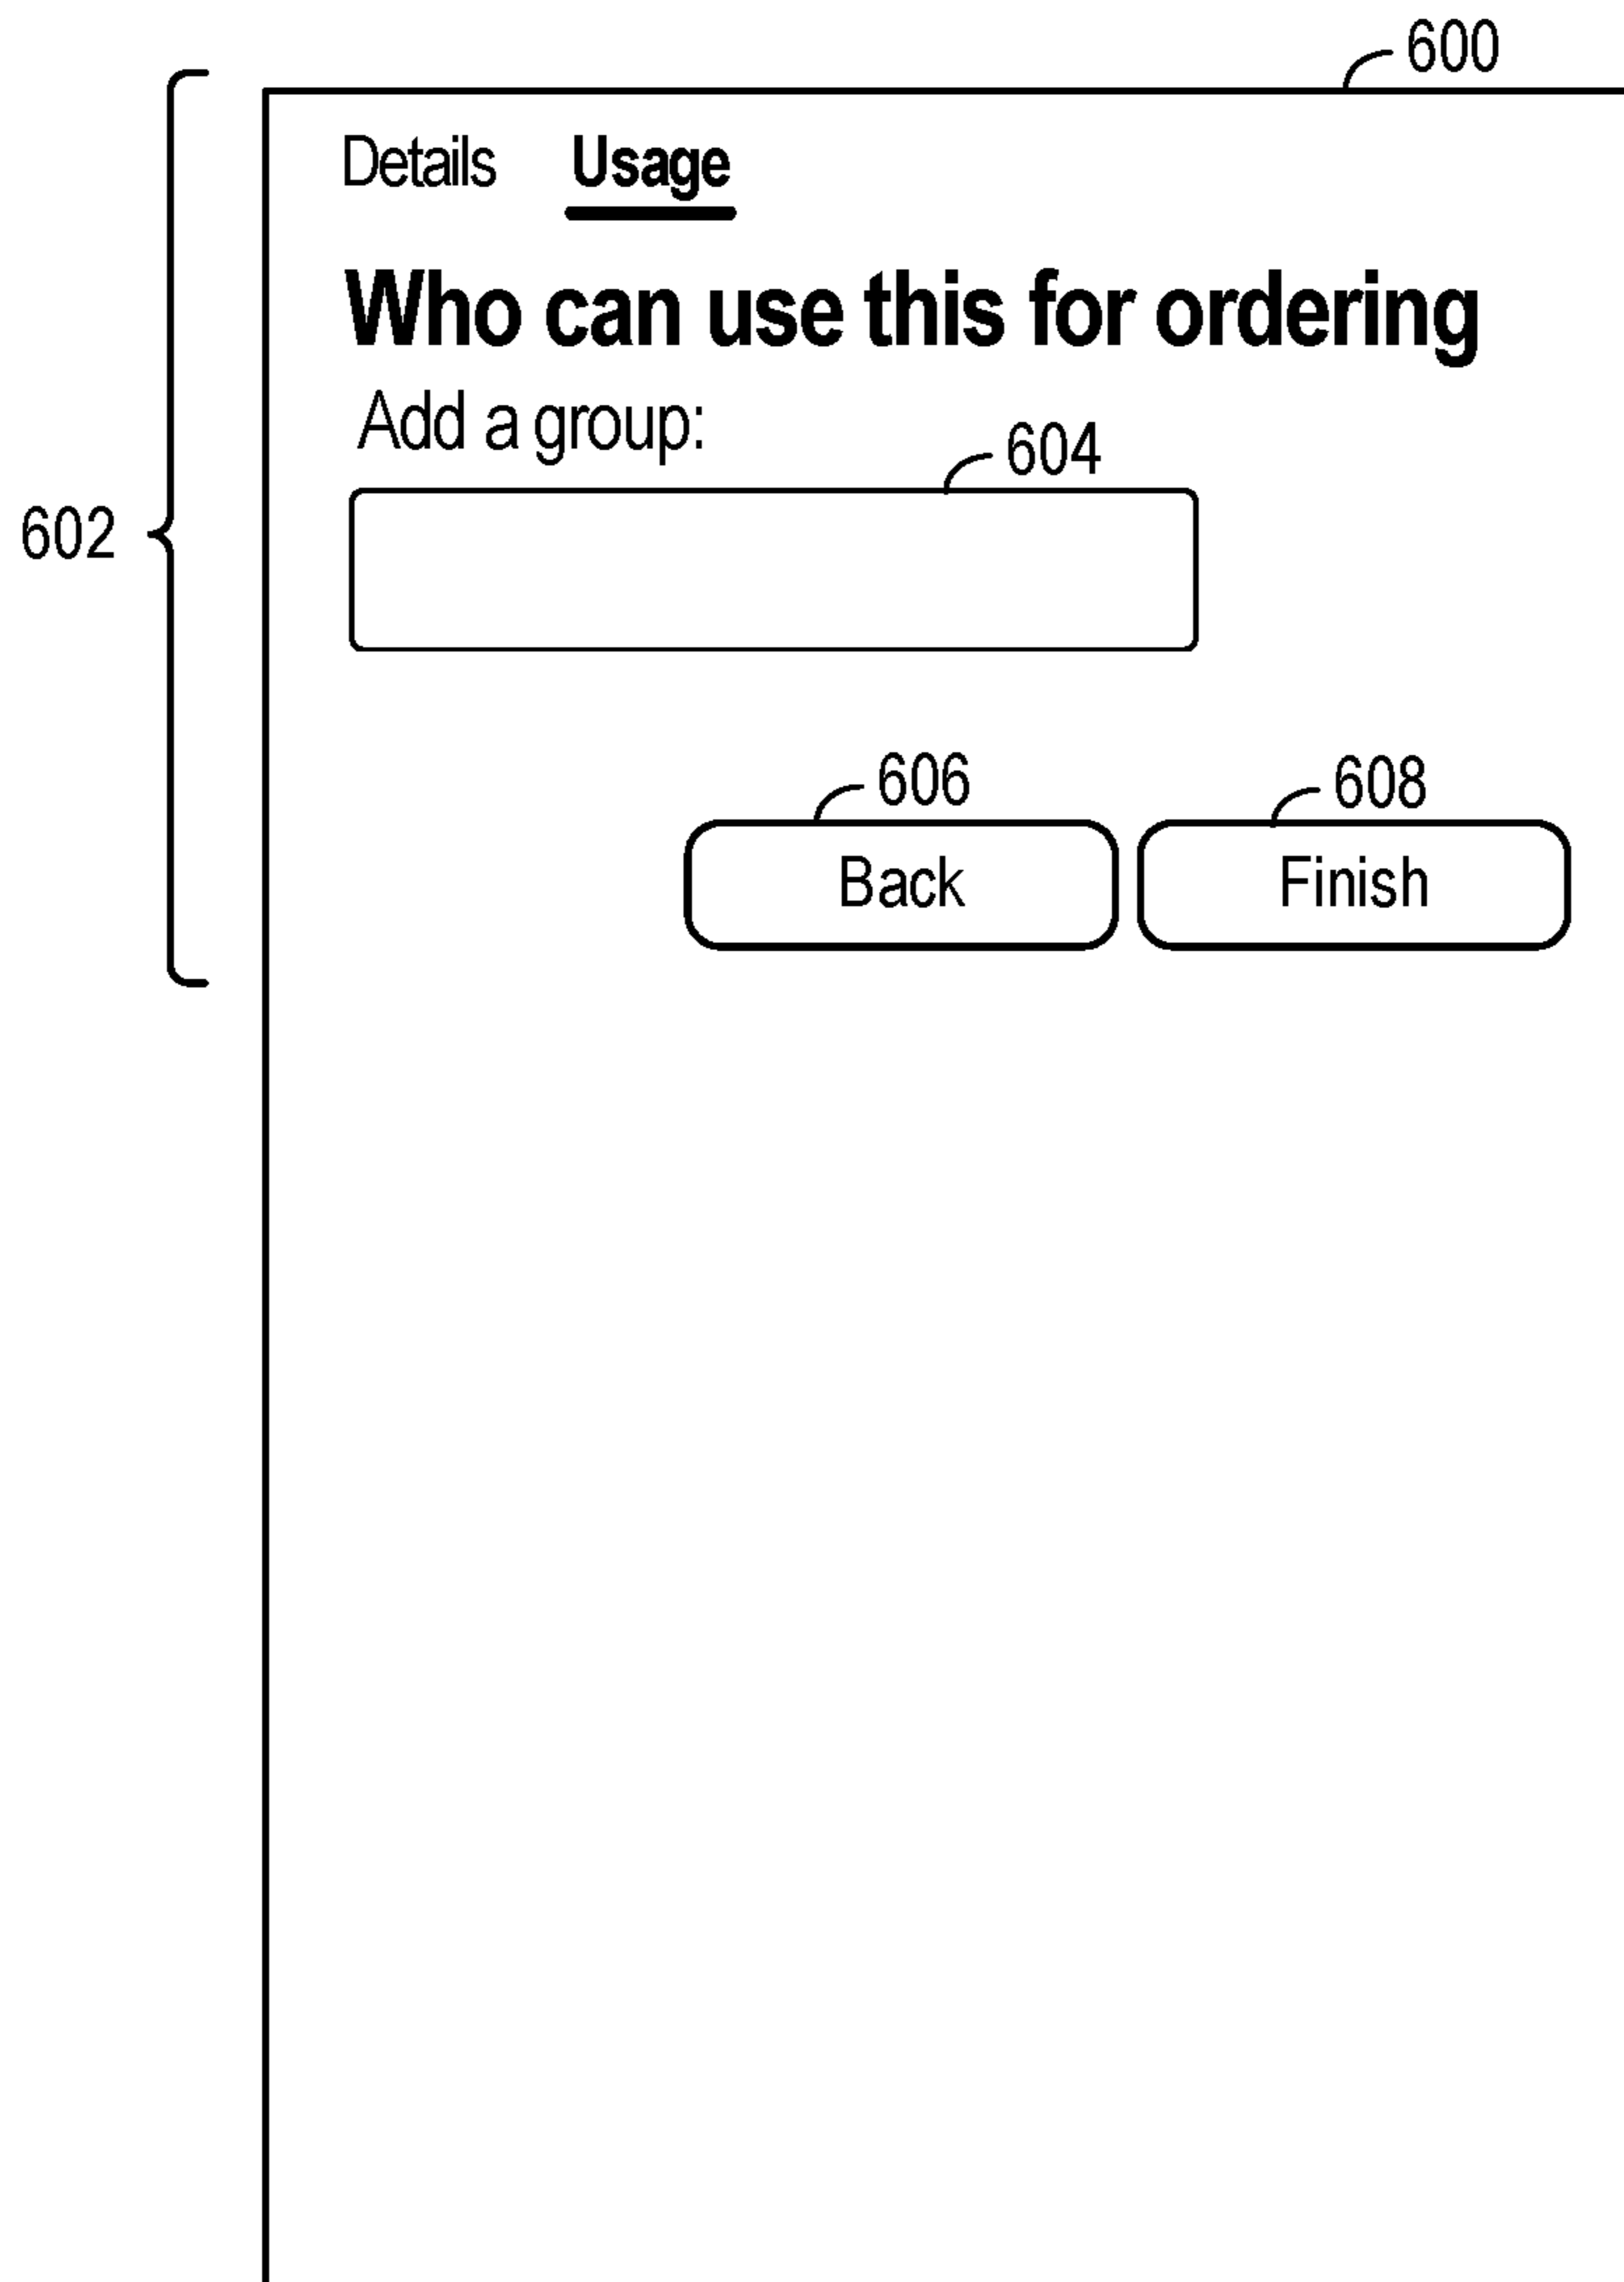 600
Details Usage
Who can use this for ordering
Add a group:
604
602
606 608
Back Finish